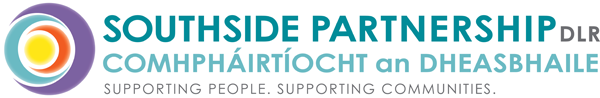 SOUTHSIDE PARTNERSHIP DLR
COMHPHÁIRTÍOCHT an DHEASBHAILE
SUPPORTING PEOPLE. SUPPORTING COMMUNITIES.